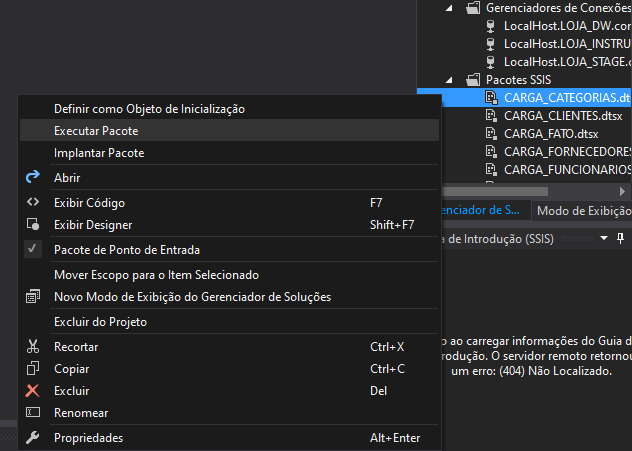 Gerenciadores de Conexões
LocalHost.LOJA_DW.con
LocalHost.LOJA_INSTRU
LocalHost.LOJA_STAGE.c
Pacotes SSIS
CARGA_CATEGORIAS.dt
CARGA_CLIENTES.dtsx
CARGA_FATO.dtsx
CARGA_FORNECEDORES
CARGA_FUNCIONARIOS
Definir como Objeto de Inicialização
Executar Pacote
Implantar Pacote
Abrir
Exibir Código F7
Exibir Designer Shift+F7
Pacote de Ponto de Entrada
Mover Escopo para o Item Selecionado
Novo Modo de Exibição do Gerenciador de Soluções
Excluir do Projeto
Recortar Ctrl+X
Copiar Ctrl+C
Excluir Del
Renomear
Propriedades Alt+Enter
enciador de S... Modo de Exibição
a de Introdução (SSIS)
o ao carregar informações do Guia d
rodução. O servidor remoto retornou
um erro: (404) Não Localizado.